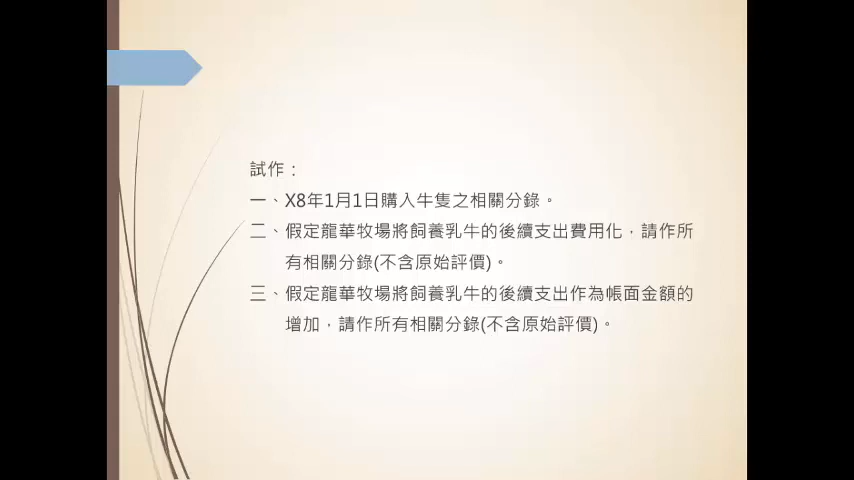 試作：
一、X8年1月1日購入牛隻之相關分錄。
二、假定龍華牧場將飼養乳牛的後續支出費用化，請作所
有相關分錄(不含原始評價)。
三、假定龍華牧場將飼養乳牛的後續支出作為帳面金額的
增加，請作所有相關分錄(不含原始評價)。